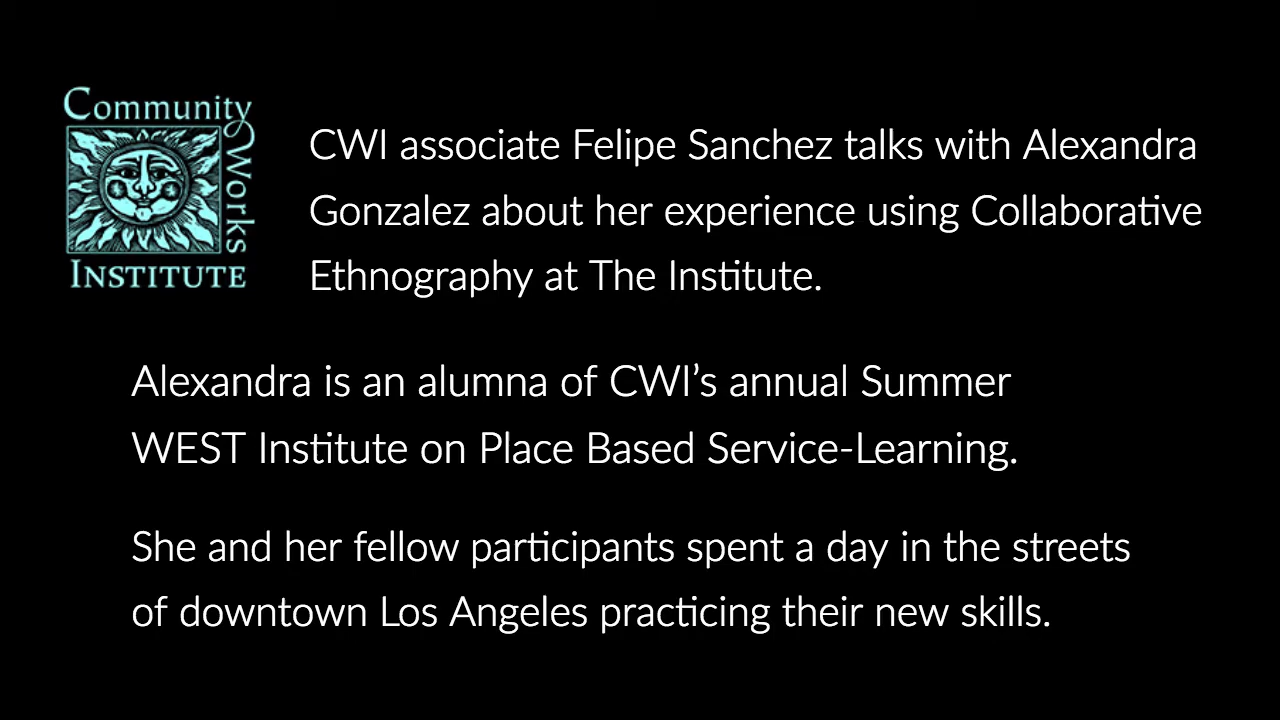 Community
Works
Institute
CWI associate Felipe Sanchez talks with Alexandra
Gonzalez about her experience using Collaborative
Ethnography at The Institute.
Alexandra is an alumna of CWI’s annual Summer
WEST Institute on Place Based Service-Learning.
She and her fellow participants spent a day in the streets
of downtown Los Angeles practicing their new skills.